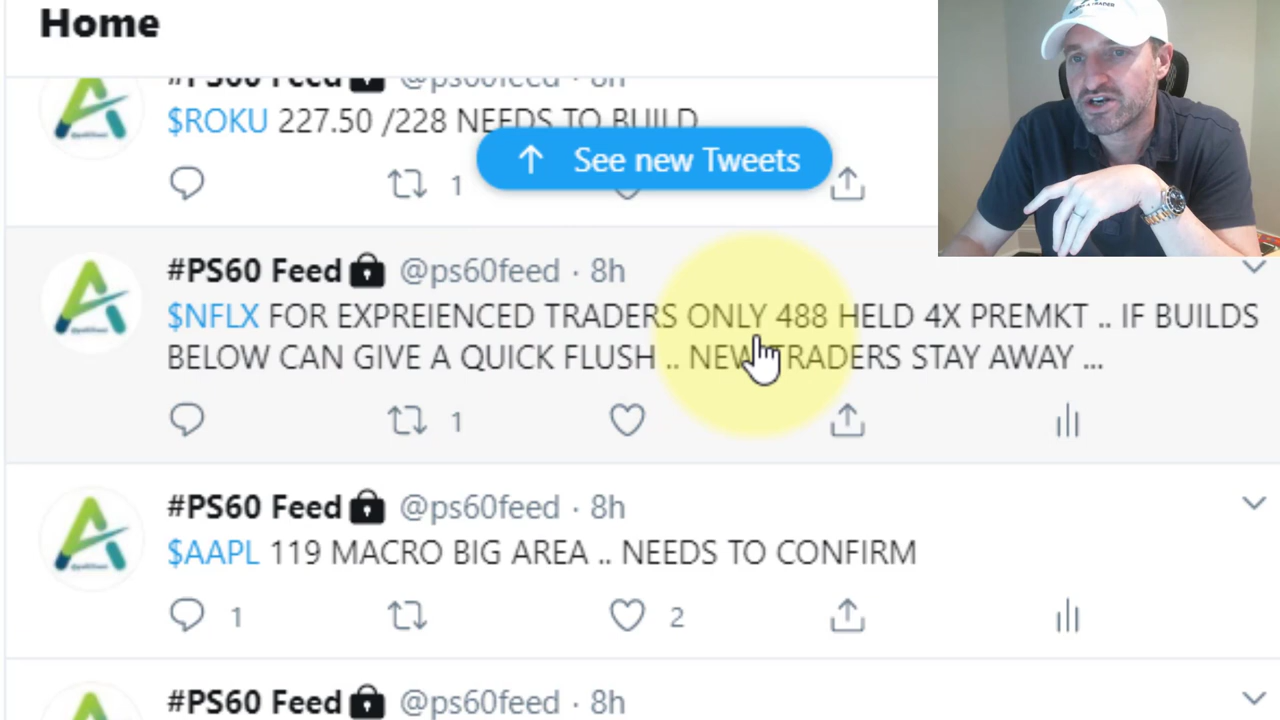 Home
#PS60 Feed @ps60feed · 8h
$ROKU 227.50 /228 NEEDS TO BUILD
See new Tweets
1
#PS60 Feed @ps60feed · 8h
$NFLX FOR EXPREIENCED TRADERS ONLY 488 HELD 4X PREMKT .. IF BUILDS
BELOW CAN GIVE A QUICK FLUSH .. NEW TRADERS STAY AWAY ...
1
#PS60 Feed @ps60feed · 8h
$AAPL 119 MACRO BIG AREA .. NEEDS TO CONFIRM
1 2
#PS60 Feed @ps60feed · 8h